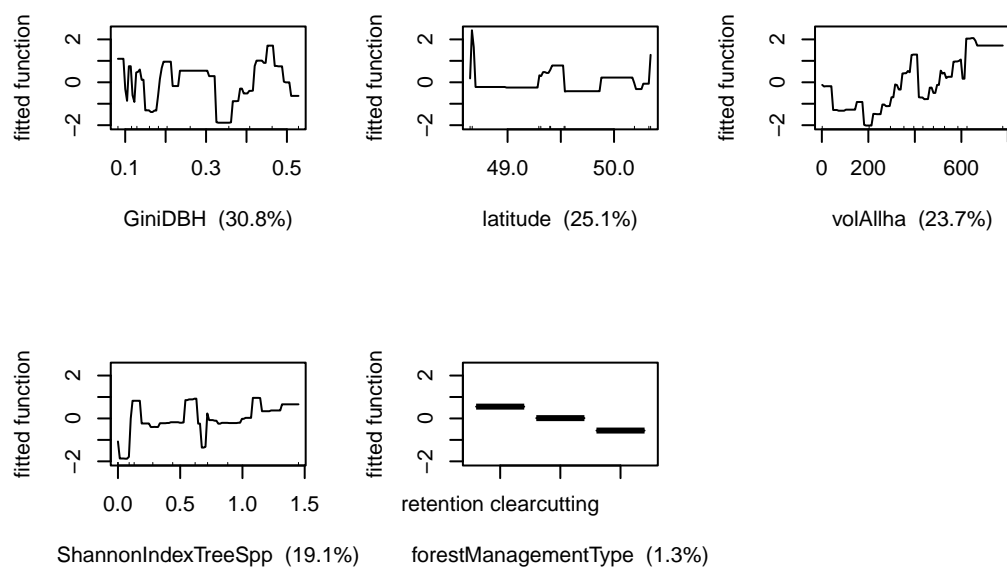 fitted function
2
0
−2
0.1
0.3
0.5
GiniDBH (30.8%)
fitted function
2
0
−2
49.0
50.0
latitude (25.1%)
fitted function
2
0
−2
0
200
600
volAllha (23.7%)
fitted function
2
0
−2
0.0
0.5
1.0
1.5
ShannonIndexTreeSpp (19.1%)
fitted function
2
0
−2
retention clearcutting
forestManagementType (1.3%)